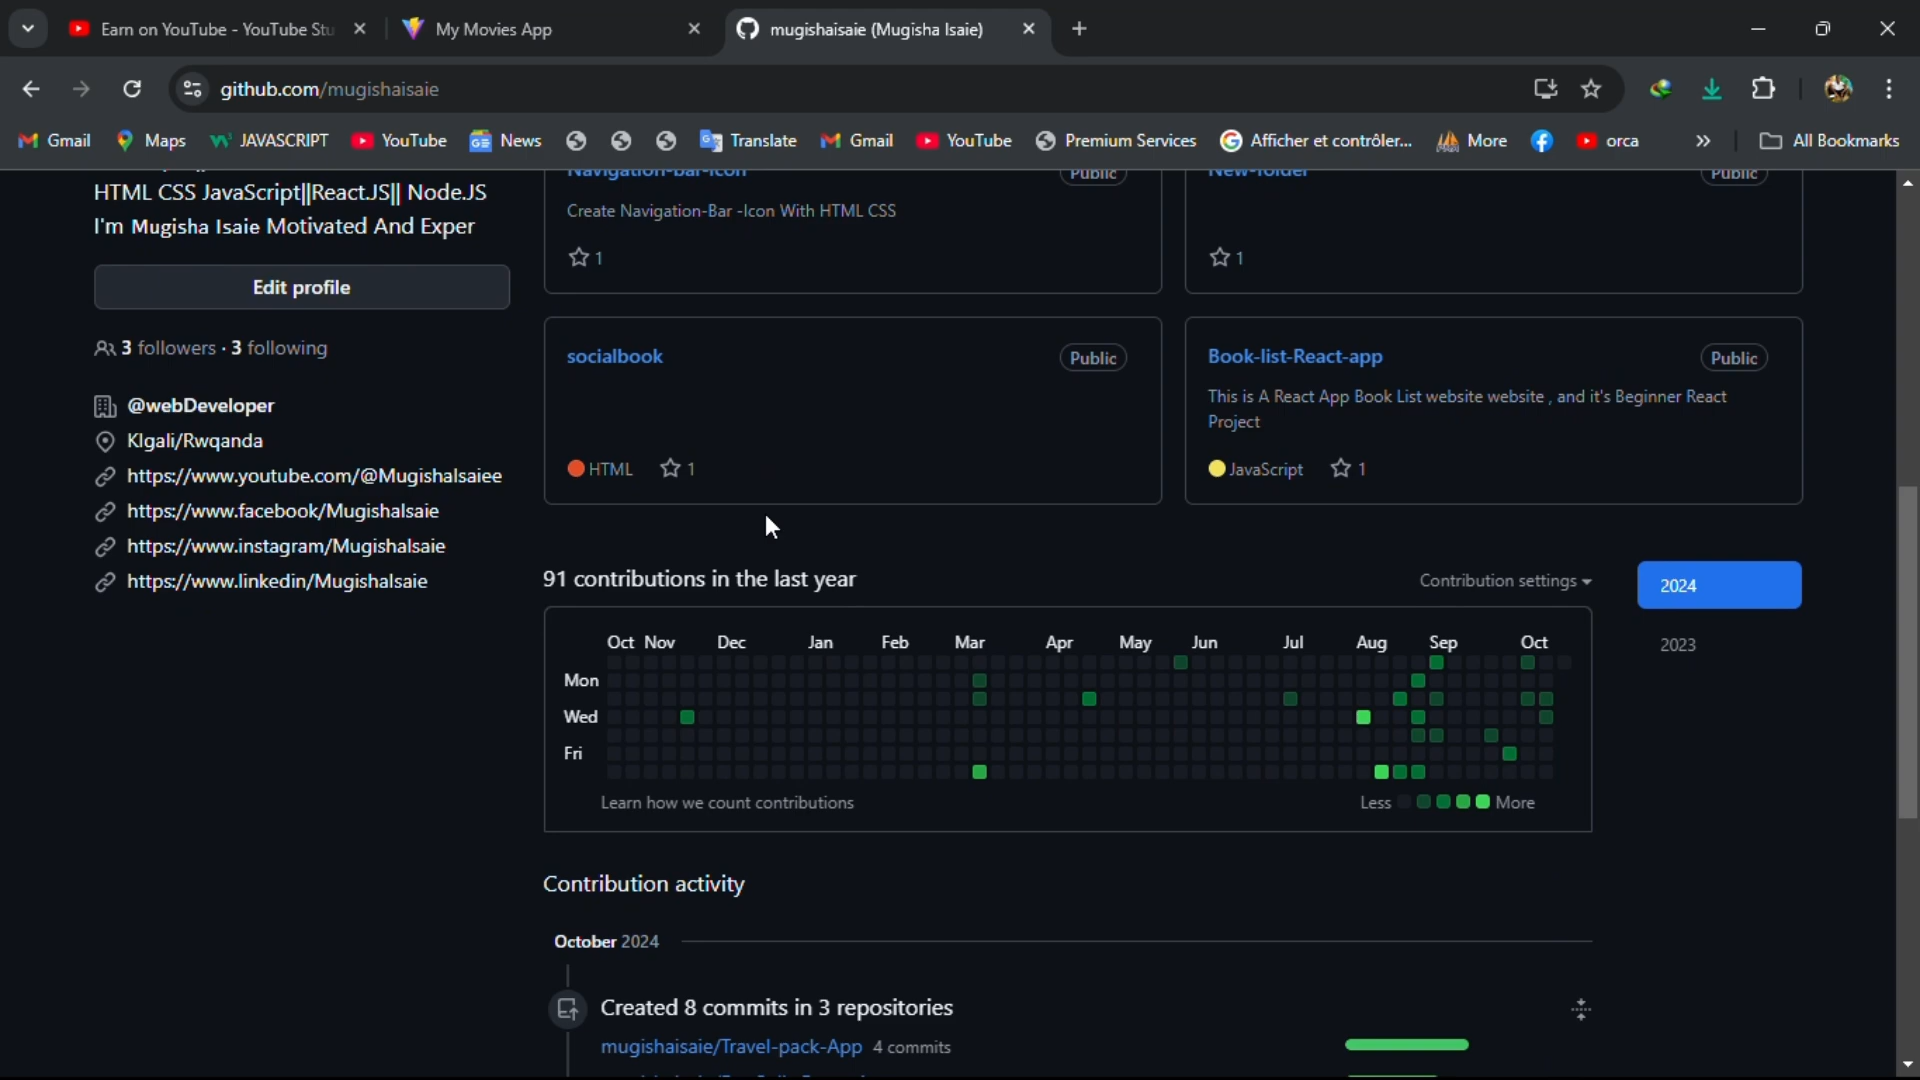 Earn on YouTube - YouTube Stu
My Movies App
mugishaisaie (Mugisha Isaie)
github.com/mugishaisaie
Gmail
Maps
JAVASCRIPT
YouTube
News
Translate
Gmail
YouTube
Premium Services
Afficher et contrôler...
More
orca
All Bookmarks
HTML CSS JavaScript||React.JS|| Node.JS
I'm Mugisha Isaie Motivated And Exper
Edit profile
3 followers · 3 following
@webDeveloper
KIgali/Rwqanda
https://www.youtube.com/@MugishaIsaiee
https://www.facebook/MugishaIsaie
https://www.instagram/MugishaIsaie
https://www.linkedin/MugishaIsaie
Navigation-bar-icon
Public
Create Navigation-Bar -Icon With HTML CSS
1
New-folder
Public
1
socialbook
Public
HTML
1
Book-list-React-app
Public
This is A React App Book List website website , and it's Beginner React
Project
JavaScript
1
91 contributions in the last year
Contribution settings
2024
2023
Oct Nov Dec Jan Feb Mar Apr May Jun Jul Aug Sep Oct
Mon
Wed
Fri
Learn how we count contributions
Less
More
Contribution activity
October 2024
Created 8 commits in 3 repositories
mugishaisaie/Travel-pack-App 4 commits